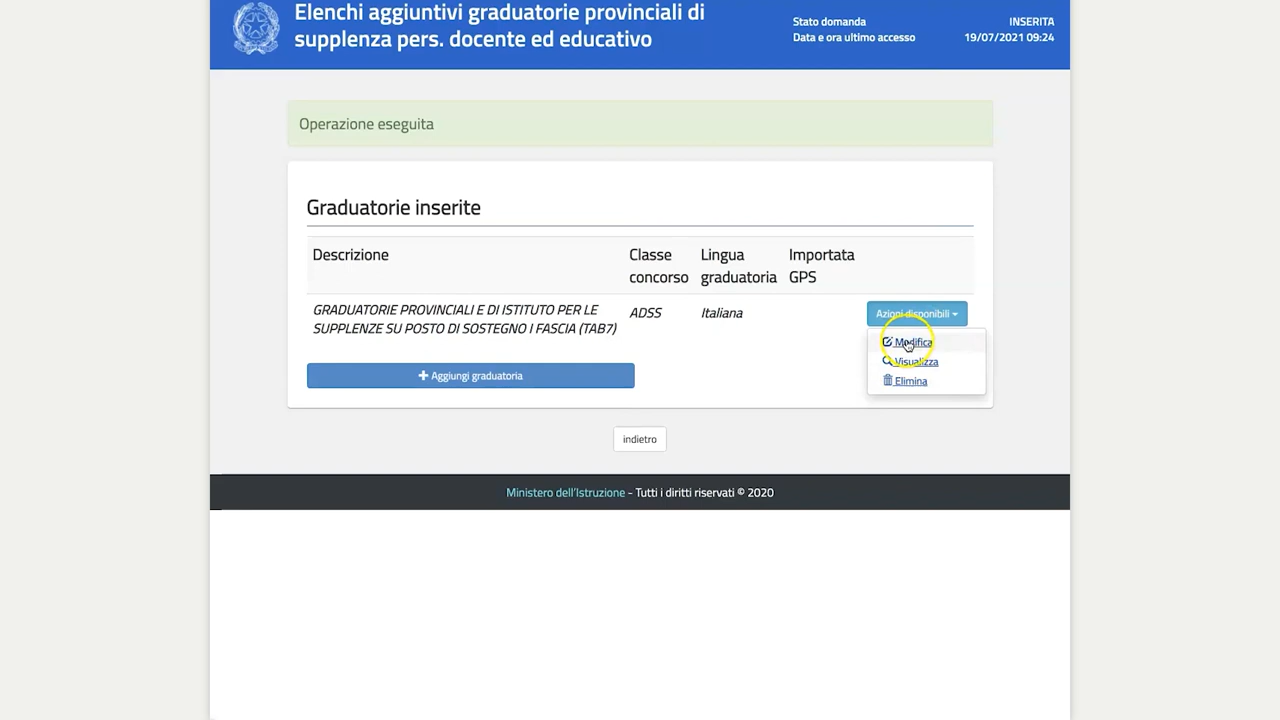 Elenchi aggiuntivi graduatorie provinciali di
supplenza pers. docente ed educativo
Stato domanda INSERITA
Data e ora ultimo accesso 19/07/2021 09:24
Operazione eseguita
Graduatorie inserite
Descrizione
Classe
concorso
Lingua
graduatoria
Importata
GPS
GRADUATORIE PROVINCIALI E DI ISTITUTO PER LE
SUPPLENZE SU POSTO DI SOSTEGNO I FASCIA (TAB7)
ADSS
Italiana
Azioni disponibili
Modifica
Visualizza
Elimina
Aggiungi graduatoria
indietro
Ministero dell'Istruzione - Tutti i diritti riservati © 2020